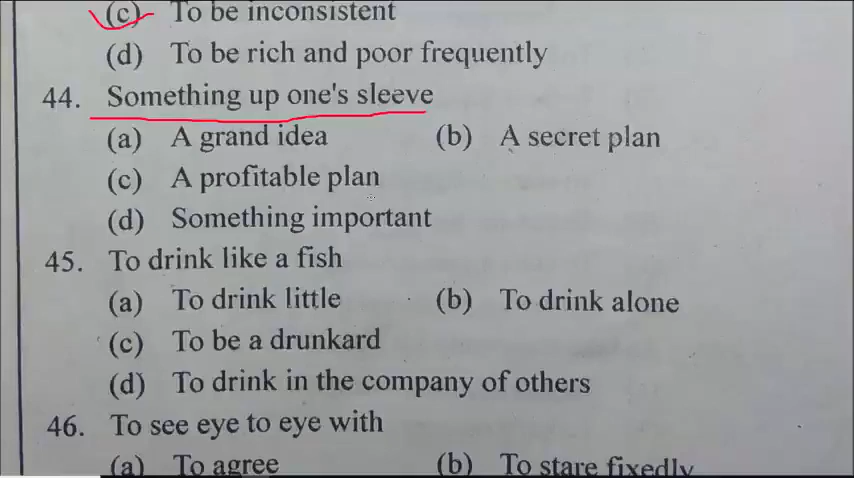 (c) To be inconsistent
(d) To be rich and poor frequently
44. Something up one's sleeve
(a) A grand idea (b) A secret plan
(c) A profitable plan
(d) Something important
45. To drink like a fish
(a) To drink little (b) To drink alone
(c) To be a drunkard
(d) To drink in the company of others
46. To see eye to eye with
(a) To agree (b) To stare fixedly